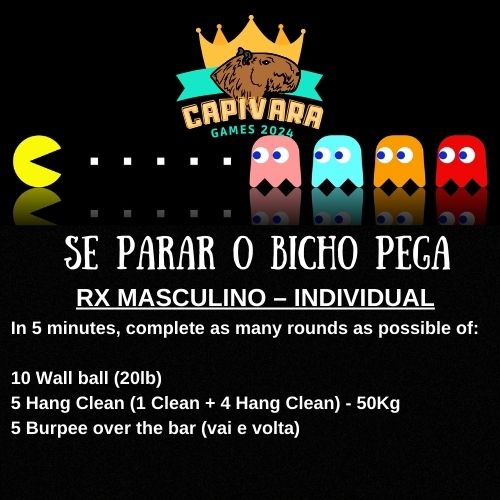 CAPIVARA
GAMES 2024
SE PARAR O BICHO PEGA
RX MASCULINO – INDIVIDUAL
In 5 minutes, complete as many rounds as possible of:
10 Wall ball (20lb)
5 Hang Clean (1 Clean + 4 Hang Clean) - 50Kg
5 Burpee over the bar (vai e volta)